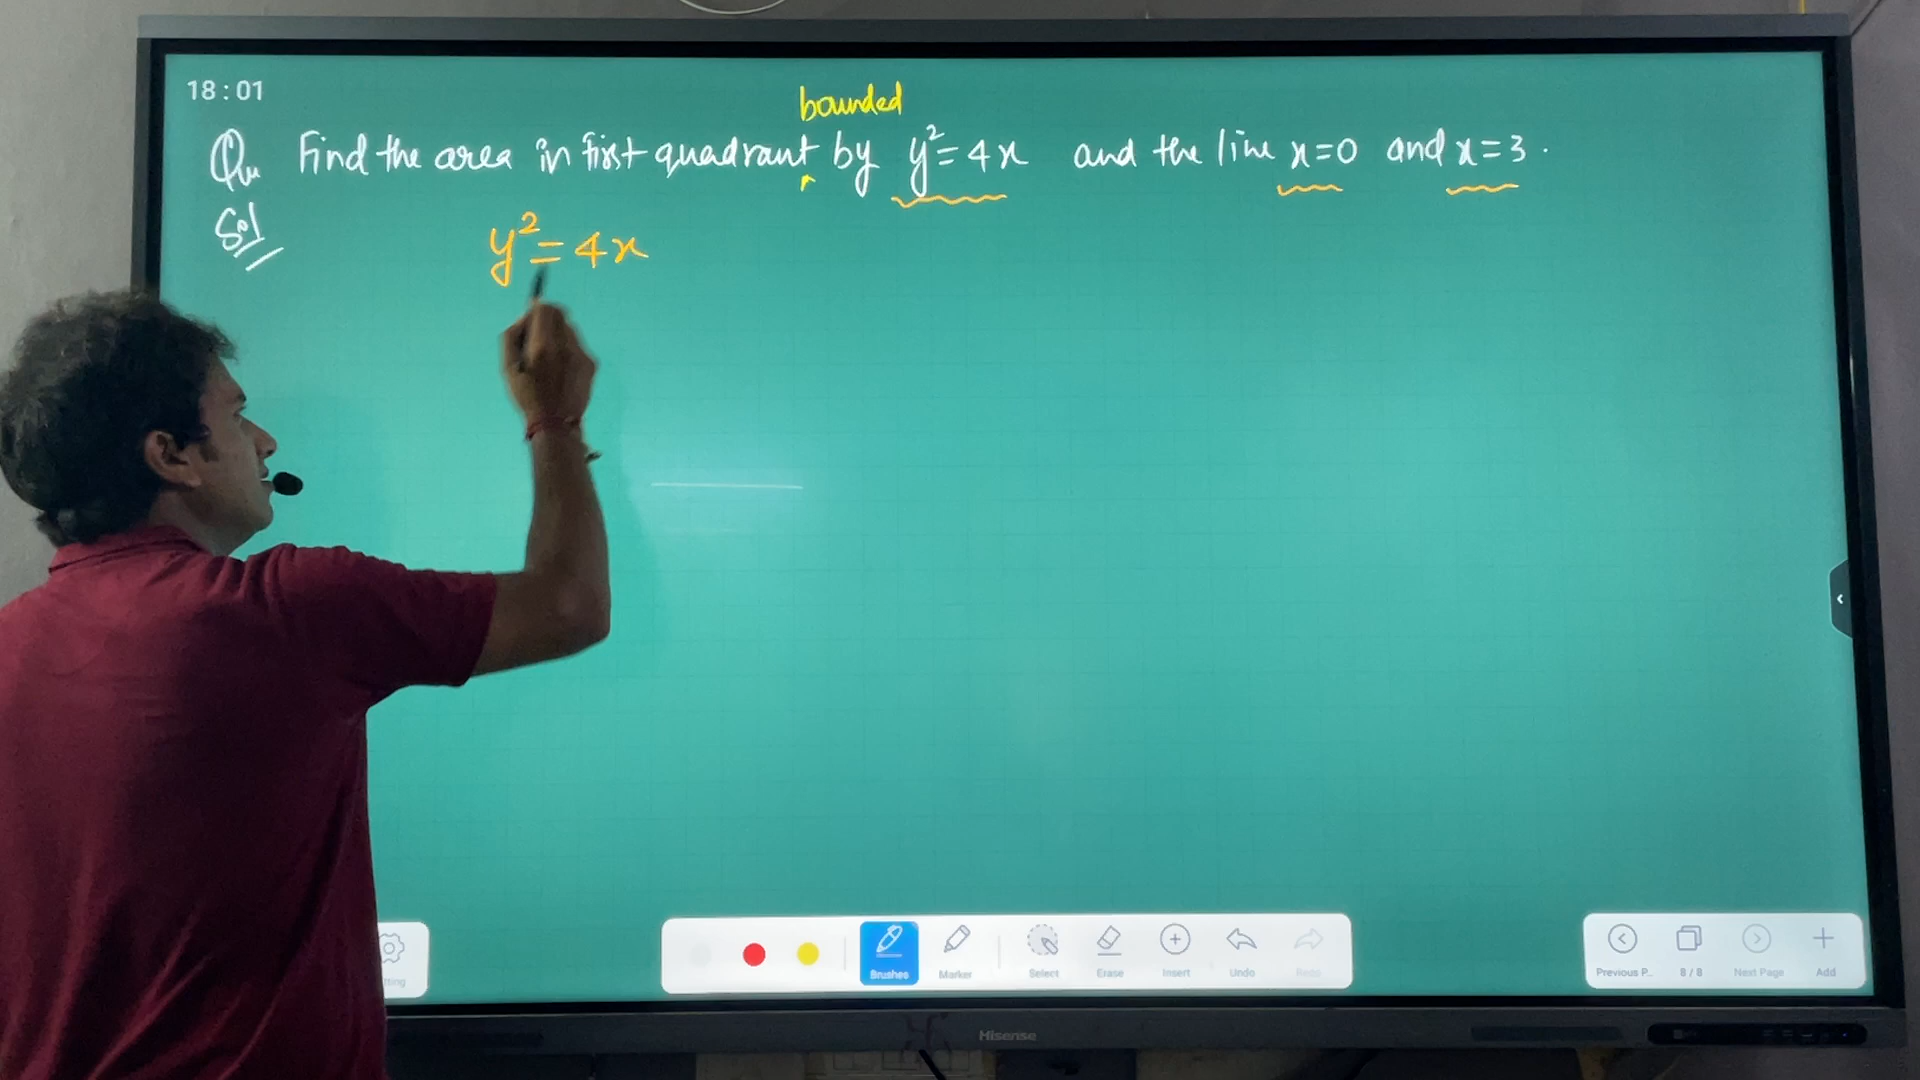 18:01
bounded
Qu Find the area in first quadrant by y²=4x and the line x=0 and x=3.
Sol
y²=4x
Brushes Marker Select Erase Insert Undo Redo
Previous P... 8/8 Next Page Add
Hisense